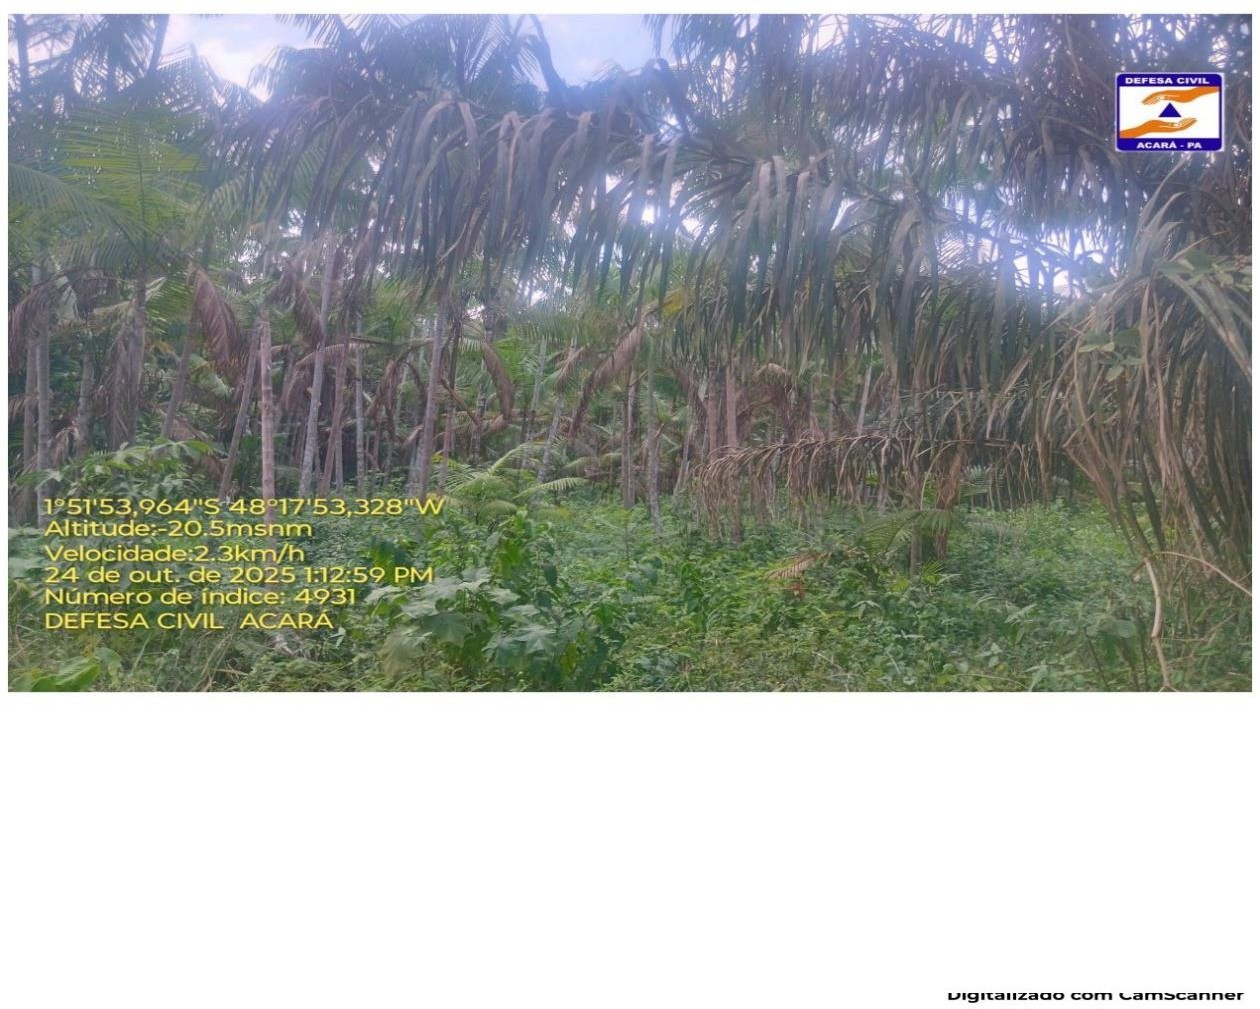 DEFESA CIVIL
ACARÁ - PA
1°51'53,964"S 48°17'53,328"W
Altitude:-20.5msnm
Velocidade:2.3km/h
24 de out. de 2025 1:12:59 PM
Número de índice: 4931
DEFESA CIVIL ACARÁ
Digitalizado com CamScanner